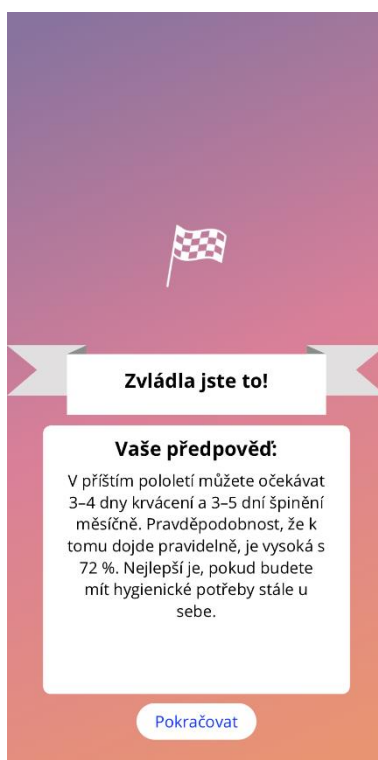 Zvládla jste to!
Vaše předpověď:
V příštím pololetí můžete očekávat
3–4 dny krvácení a 3–5 dní špinění
měsíčně. Pravděpodobnost, že k
tomu dojde pravidelně, je vysoká s
72 %. Nejlepší je, pokud budete
mít hygienické potřeby stále u
sebe.
Pokračovat